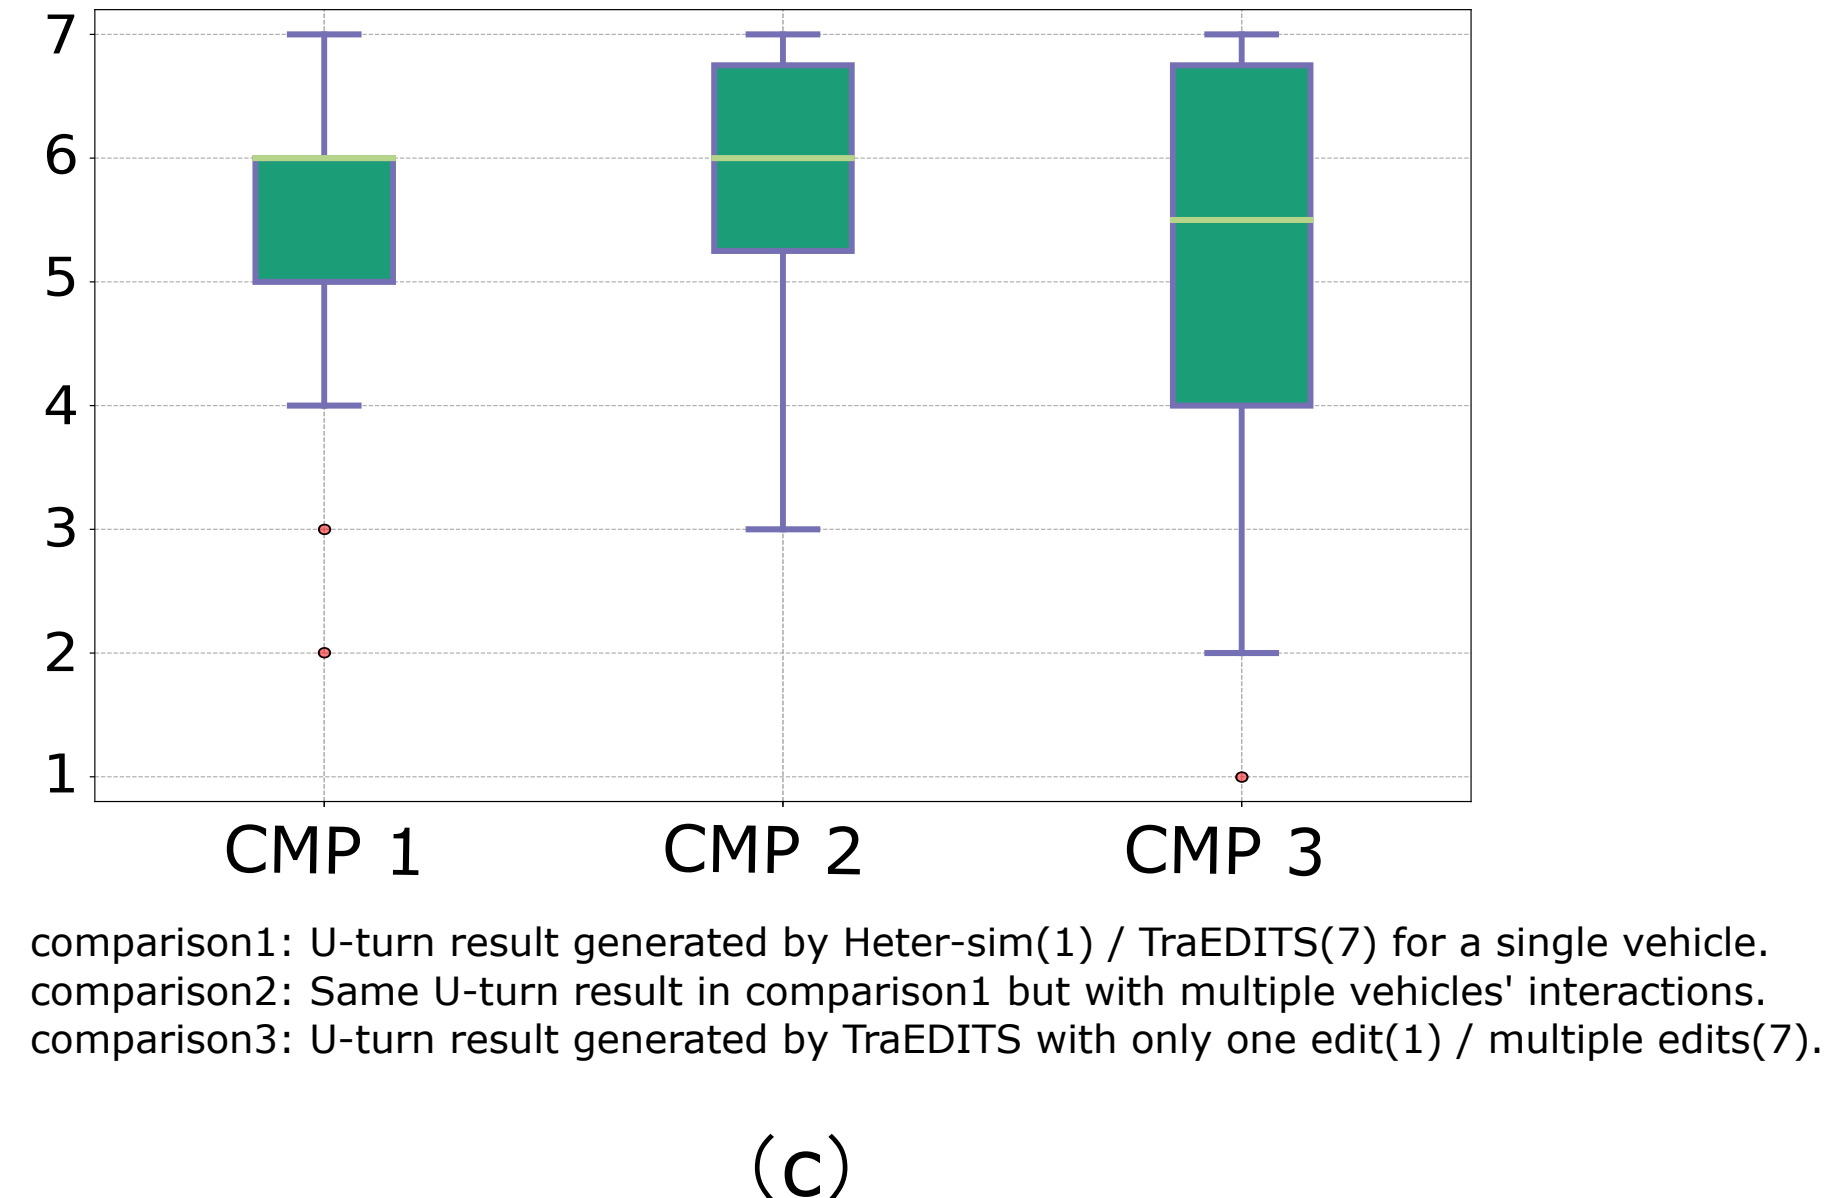 7
6
5
4
3
2
1
CMP 1 CMP 2 CMP 3
comparison1: U-turn result generated by Heter-sim(1) / TraEDITS(7) for a single vehicle.
comparison2: Same U-turn result in comparison1 but with multiple vehicles' interactions.
comparison3: U-turn result generated by TraEDITS with only one edit(1) / multiple edits(7).
(c)